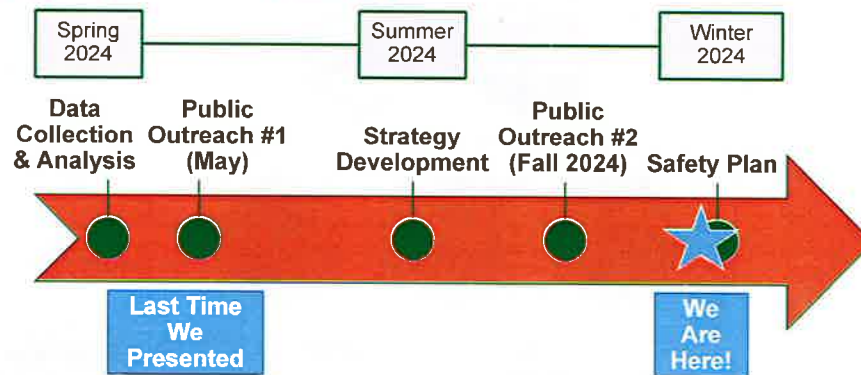 Spring
2024
Summer
2024
Winter
2024
Data
Collection
& Analysis
Public
Outreach #1
(May)
Strategy
Development
Public
Outreach #2
(Fall 2024)
Safety Plan
Last Time
We
Presented
We
Are
Here!